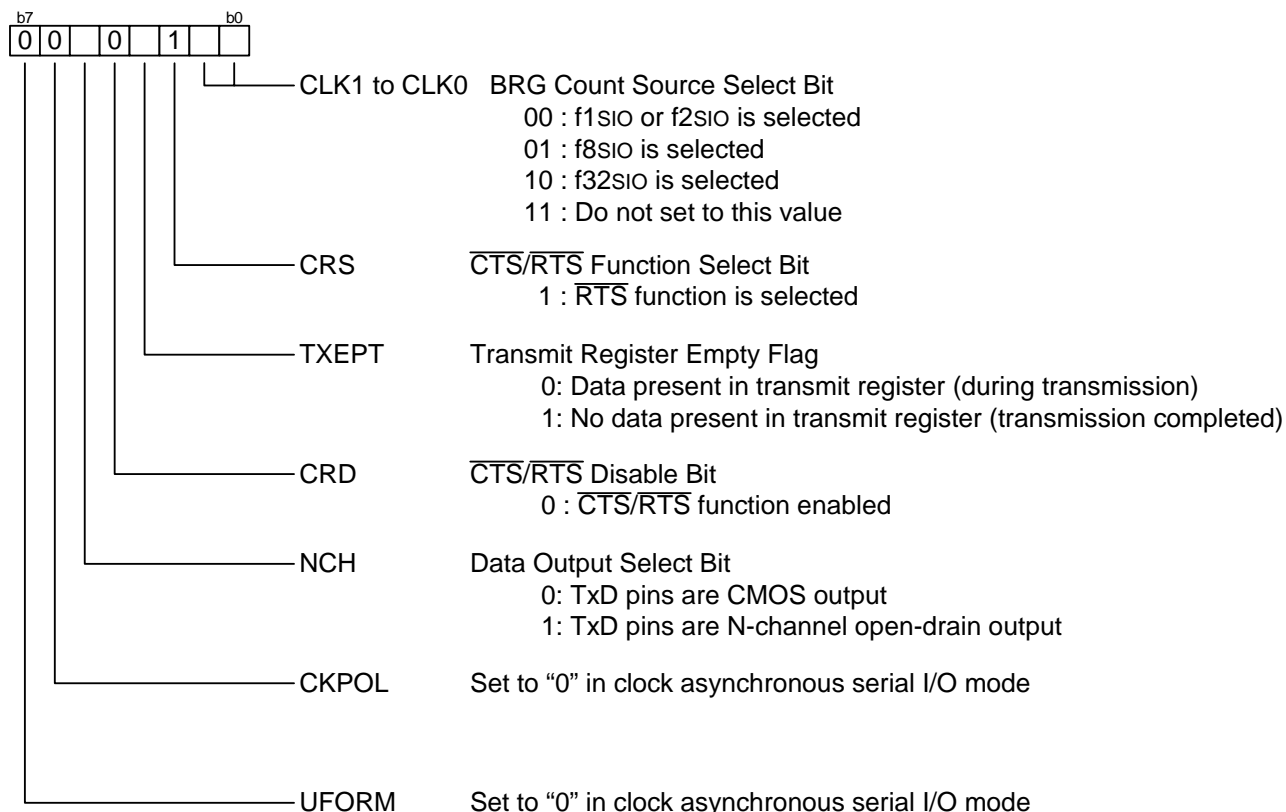 b7 b0
0 0 0 1
CLK1 to CLK0 BRG Count Source Select Bit
00 : f1SIO or f2SIO is selected
01 : f8SIO is selected
10 : f32SIO is selected
11 : Do not set to this value
CRS CTS/RTS Function Select Bit
1 : RTS function is selected
TXEPT Transmit Register Empty Flag
0: Data present in transmit register (during transmission)
1: No data present in transmit register (transmission completed)
CRD CTS/RTS Disable Bit
0 : CTS/RTS function enabled
NCH Data Output Select Bit
0: TxD pins are CMOS output
1: TxD pins are N-channel open-drain output
CKPOL Set to “0” in clock asynchronous serial I/O mode
UFORM Set to “0” in clock asynchronous serial I/O mode